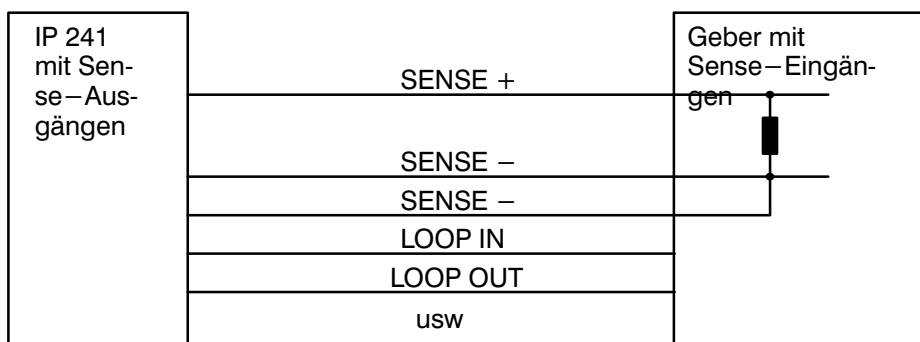 IP 241
mit Sen-
se−Aus-
gängen
Geber mit
Sense−Eingän-
gen
SENSE +
SENSE −
SENSE −
LOOP IN
LOOP OUT
usw